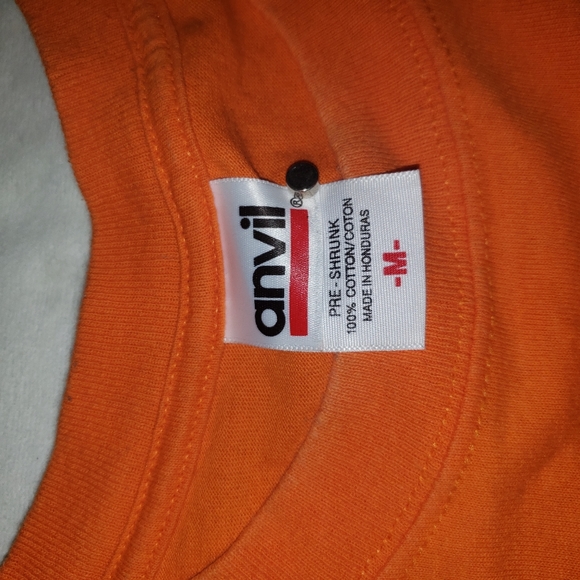 anvil®
PRE-SHRUNK
100% COTTON/COTON
MADE IN HONDURAS
-M-